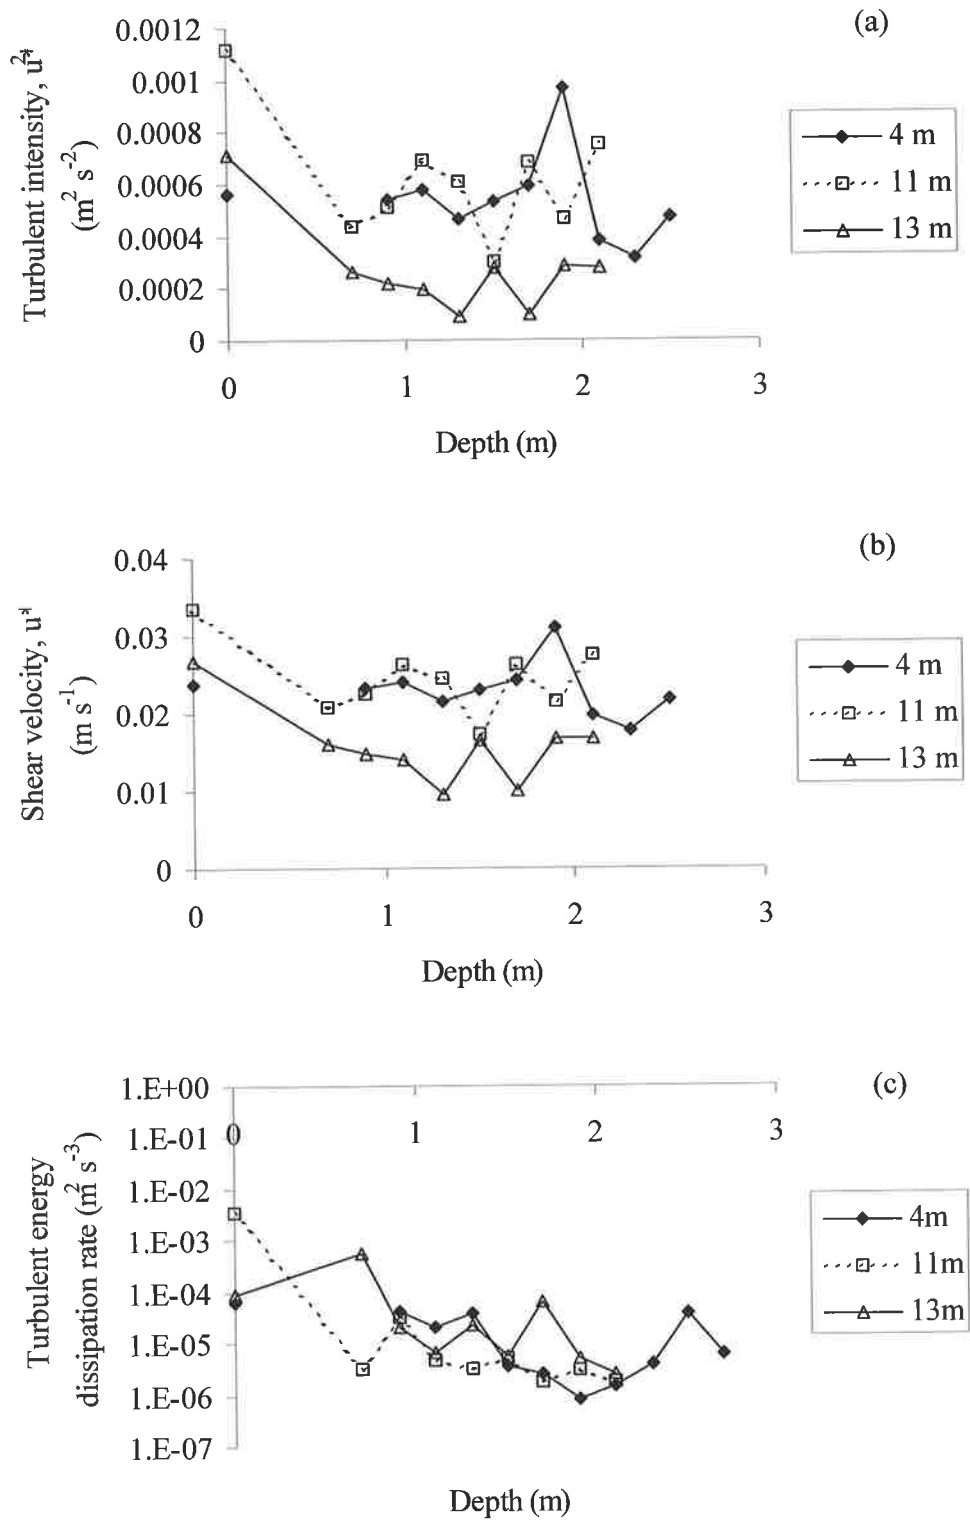 (a)
Turbulent intensity, u*²
(m² s⁻²)
0.0012
0.001
0.0008
0.0006
0.0004
0.0002
0
0 1 2 3
Depth (m)
4 m
11 m
13 m
(b)
Shear velocity, u*
(m s⁻¹)
0.04
0.03
0.02
0.01
0
0 1 2 3
Depth (m)
4 m
11 m
13 m
(c)
Turbulent energy
dissipation rate (m² s⁻³)
1.E+00
1.E-01
1.E-02
1.E-03
1.E-04
1.E-05
1.E-06
1.E-07
0 1 2 3
Depth (m)
4m
11m
13m